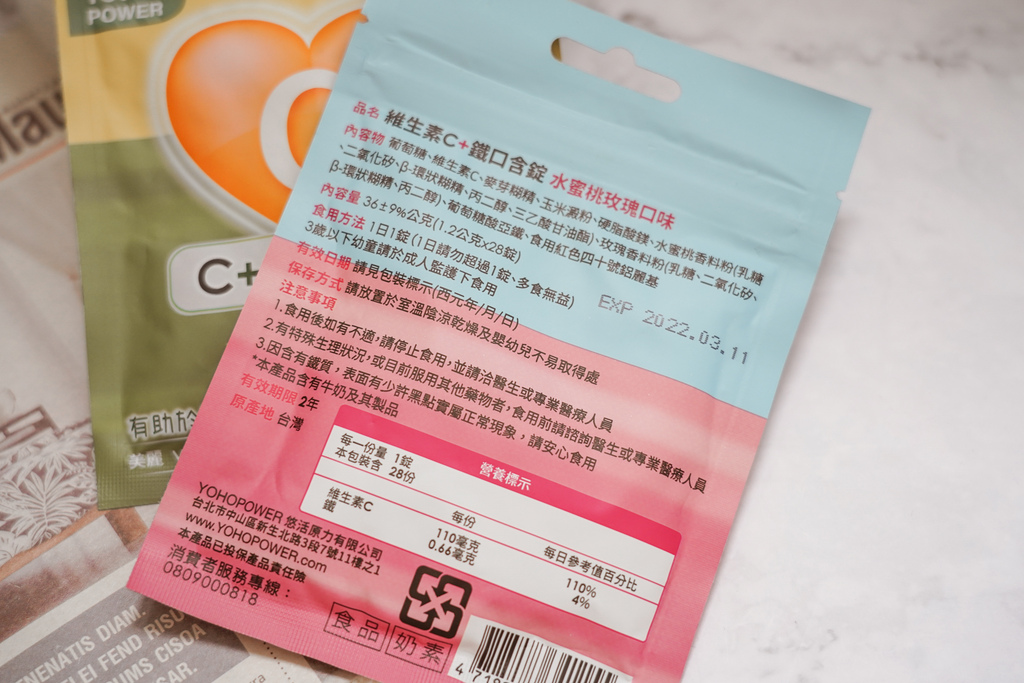 POWER
C+
有助於
美麗
品名 維生素C+鐵口含錠 水蜜桃玫瑰口味
內容物 葡萄糖、維生素C、麥芽糊精、玉米澱粉、硬脂酸鎂、水蜜桃香料粉(乳糖
、二氧化矽、β-環狀糊精、丙二醇、三乙酸甘油酯)、玫瑰香料粉(乳糖、二氧化矽、
β-環狀糊精、丙二醇)、葡萄糖酸亞鐵、食用紅色四十號鋁麗基
內容量 36±9%公克(1.2公克x28錠)
食用方法 1日1錠 (1日請勿超過1錠、多食無益)
3歲以下幼童請於成人監護下食用
有效日期 請見包裝標示(西元年/月/日)
EXP 2022.03.11
保存方式 請放置於室溫陰涼乾燥及嬰幼兒不易取得處
注意事項
1.食用後如有不適,請停止食用,並請洽醫生或專業醫療人員
2.有特殊生理狀況,或目前服用其他藥物者,食用前請諮詢醫生或專業醫療人員
3.因含有鐵質,表面有少許黑點實屬正常現象,請安心食用
*本產品含有牛奶及其製品
有效期限 2年
原產地 台灣
營養標示
每一份量 1錠
本包裝含 28份
每份 每日參考值百分比
維生素C 110毫克 110%
鐵 0.66毫克 4%
YOHOPOWER 悠活原力有限公司
台北市中山區新生北路3段7號11樓之1
www.YOHOPOWER.com
本產品已投保產品責任險
消費者服務專線:
0809000818
食品 奶素
ENENATIS DIAM.
LEI FEND RISU
UMS CISCA
GAR.